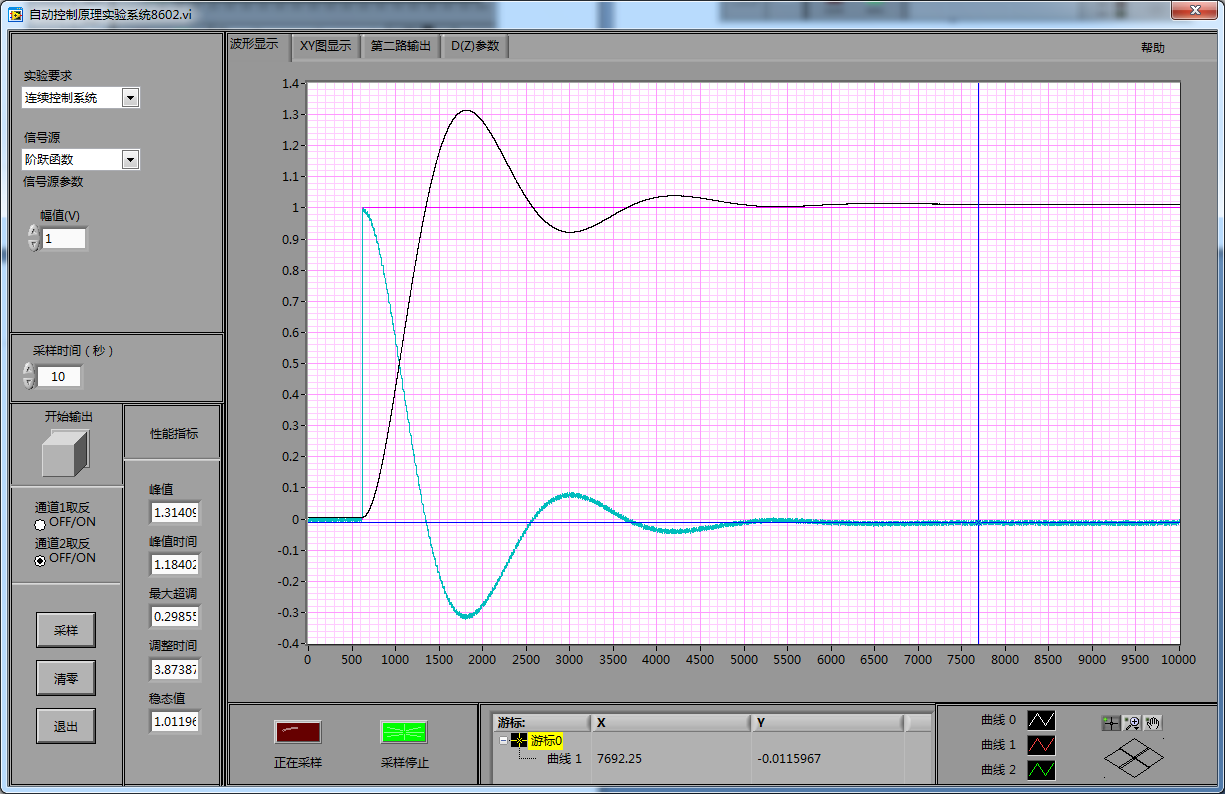 自动控制原理实验系统8602.vi
波形显示 XY图显示 第二路输出 D(Z)参数 帮助
实验要求
连续控制系统
信号源
阶跃函数
信号源参数
幅值(V)
1
采样时间（秒）
10
开始输出
性能指标
通道1取反
OFF/ON
通道2取反
OFF/ON
峰值
1.31409
峰值时间
1.18402
最大超调
0.29855
调整时间
3.87387
稳态值
1.01196
采样
清零
退出
1.4
1.3
1.2
1.1
1
0.9
0.8
0.7
0.6
0.5
0.4
0.3
0.2
0.1
0
-0.1
-0.2
-0.3
-0.4
0 500 1000 1500 2000 2500 3000 3500 4000 4500 5000 5500 6000 6500 7000 7500 8000 8500 9000 9500 10000
正在采样 采样停止
游标: X Y
游标0
曲线 1 7692.25 -0.0115967
曲线 0
曲线 1
曲线 2